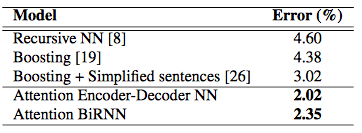 Model Error (%)
Recursive NN [8] 4.60
Boosting [19] 4.38
Boosting + Simplified sentences [26] 3.02
Attention Encoder-Decoder NN 2.02
Attention BiRNN 2.35